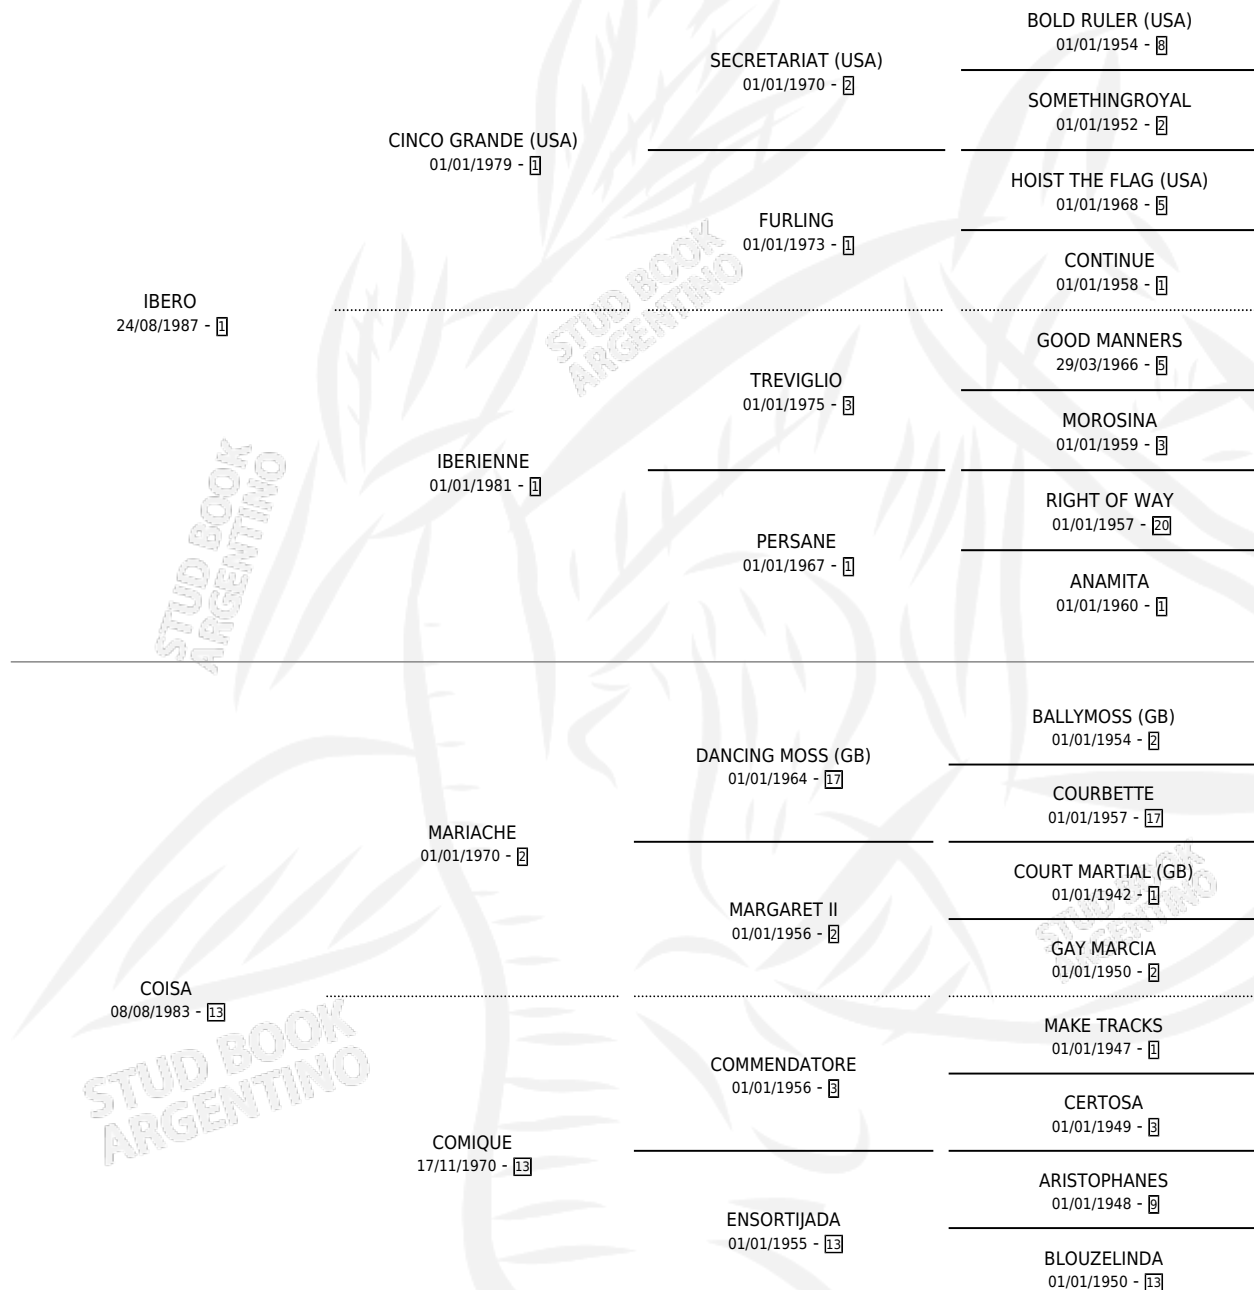 BOLD RULER (USA)
01/01/1954 - 8
SECRETARIAT (USA)
01/01/1970 - 2
SOMETHINGROYAL
01/01/1952 - 2
CINCO GRANDE (USA)
01/01/1979 - 1
HOIST THE FLAG (USA)
01/01/1968 - 5
FURLING
01/01/1973 - 1
CONTINUE
01/01/1958 - 1
IBERO
24/08/1987 - 1
STUD BOOK
ARGENTINO
GOOD MANNERS
29/03/1966 - 5
TREVIGLIO
01/01/1975 - 3
MOROSINA
01/01/1959 - 3
IBERIENNE
01/01/1981 - 1
RIGHT OF WAY
01/01/1957 - 20
PERSANE
01/01/1967 - 1
ANAMITA
01/01/1960 - 1
STUD BOOK
ARGENTINO
BALLYMOSS (GB)
01/01/1954 - 2
DANCING MOSS (GB)
01/01/1964 - 17
COURBETTE
01/01/1957 - 17
MARIACHE
01/01/1970 - 2
COURT MARTIAL (GB)
01/01/1942 - 1
MARGARET II
01/01/1956 - 2
GAY MARCIA
01/01/1950 - 2
STUD BOOK
ARGENTINO
COISA
08/08/1983 - 13
MAKE TRACKS
01/01/1947 - 1
COMMENDATORE
01/01/1956 - 3
CERTOSA
01/01/1949 - 3
STUD BOOK
ARGENTINO
COMIQUE
17/11/1970 - 13
ARISTOPHANES
01/01/1948 - 9
ENSORTIJADA
01/01/1955 - 13
BLOUZELINDA
01/01/1950 - 13